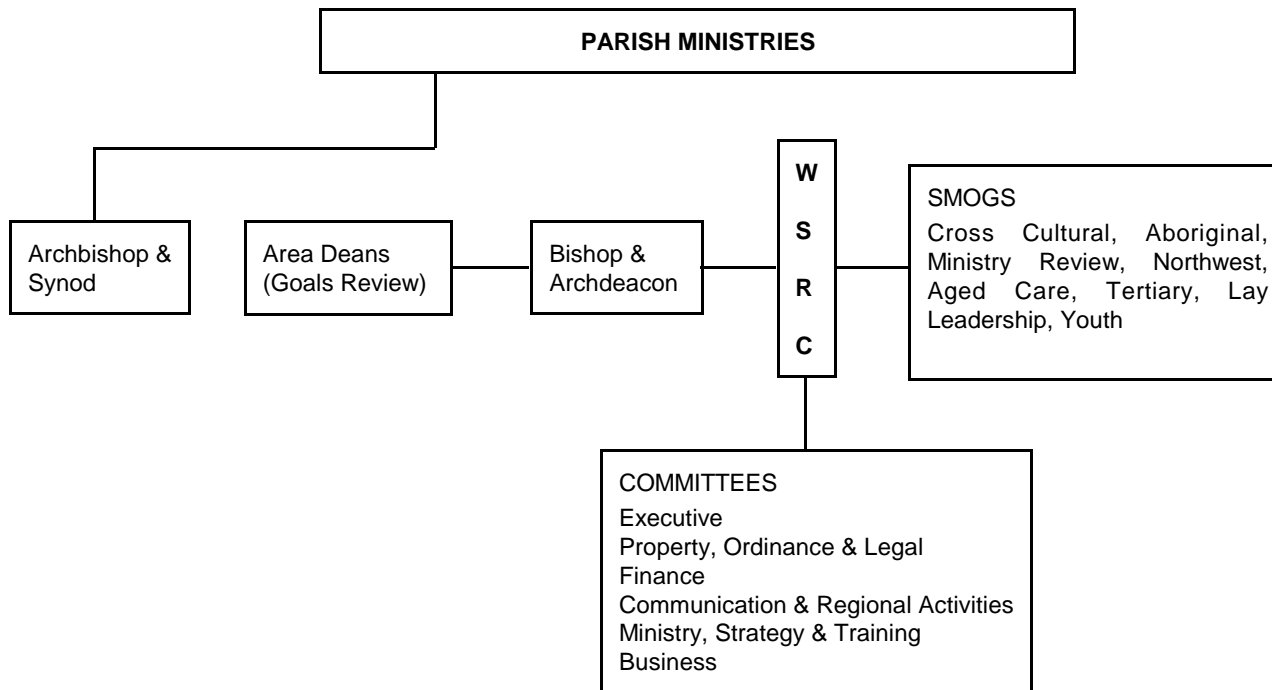 PARISH MINISTRIES
Archbishop &
Synod
Area Deans
(Goals Review)
Bishop &
Archdeacon
W
S
R
C
SMOGS
Cross Cultural, Aboriginal,
Ministry Review, Northwest,
Aged Care, Tertiary, Lay
Leadership, Youth
COMMITTEES
Executive
Property, Ordinance & Legal
Finance
Communication & Regional Activities
Ministry, Strategy & Training
Business